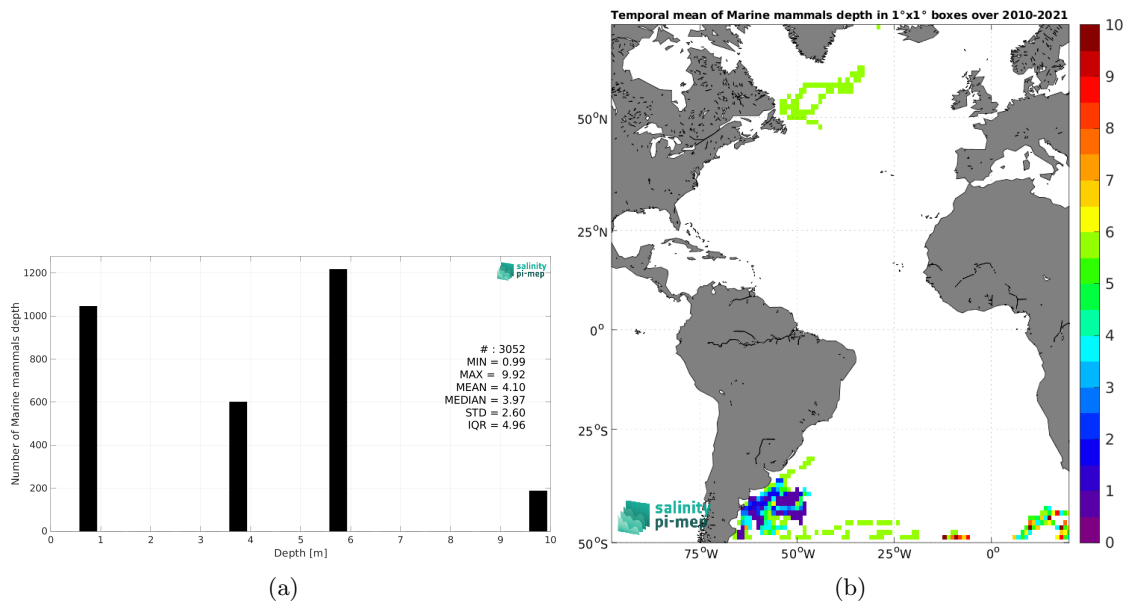 1200
1000
800
600
400
200
0
Number of Marine mammals depth
salinity
pi-mep
# : 3052
MIN = 0.99
MAX = 9.92
MEAN = 4.10
MEDIAN = 3.97
STD = 2.60
IQR = 4.96
0 1 2 3 4 5 6 7 8 9 10
Depth [m]
(a)
Temporal mean of Marine mammals depth in 1°x1° boxes over 2010-2021
50°N
25°N
0°
25°S
50°S
75°W 50°W 25°W 0°
salinity
pi-mep
10
9
8
7
6
5
4
3
2
1
0
(b)